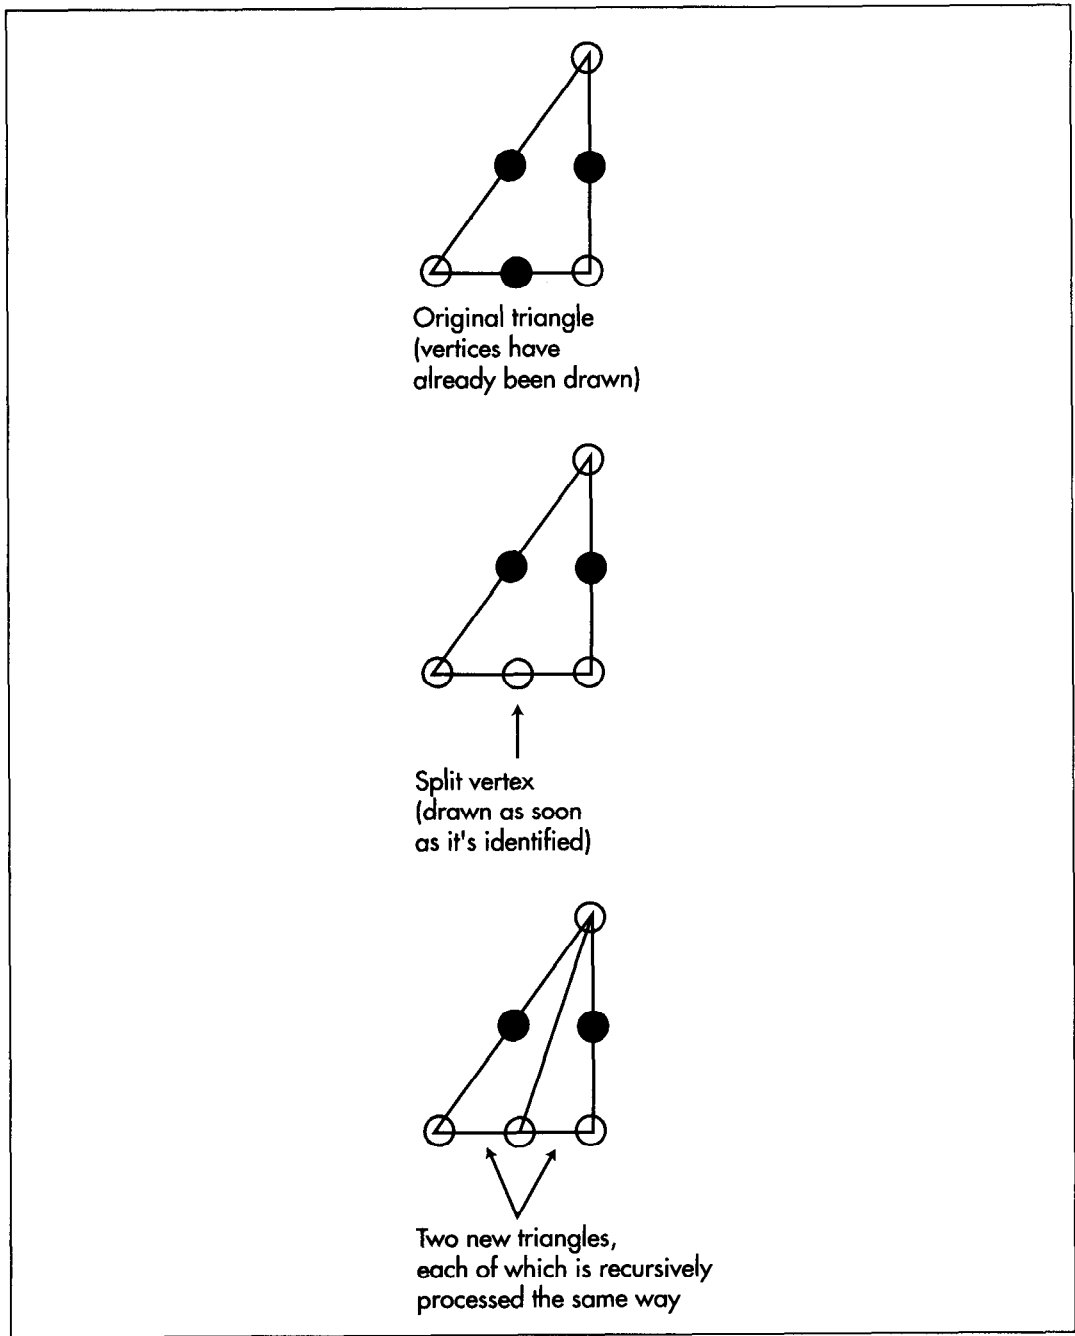 Original triangle
(vertices have
already been drawn)
Split vertex
(drawn as soon
as it's identified)
Two new triangles,
each of which is recursively
processed the same way